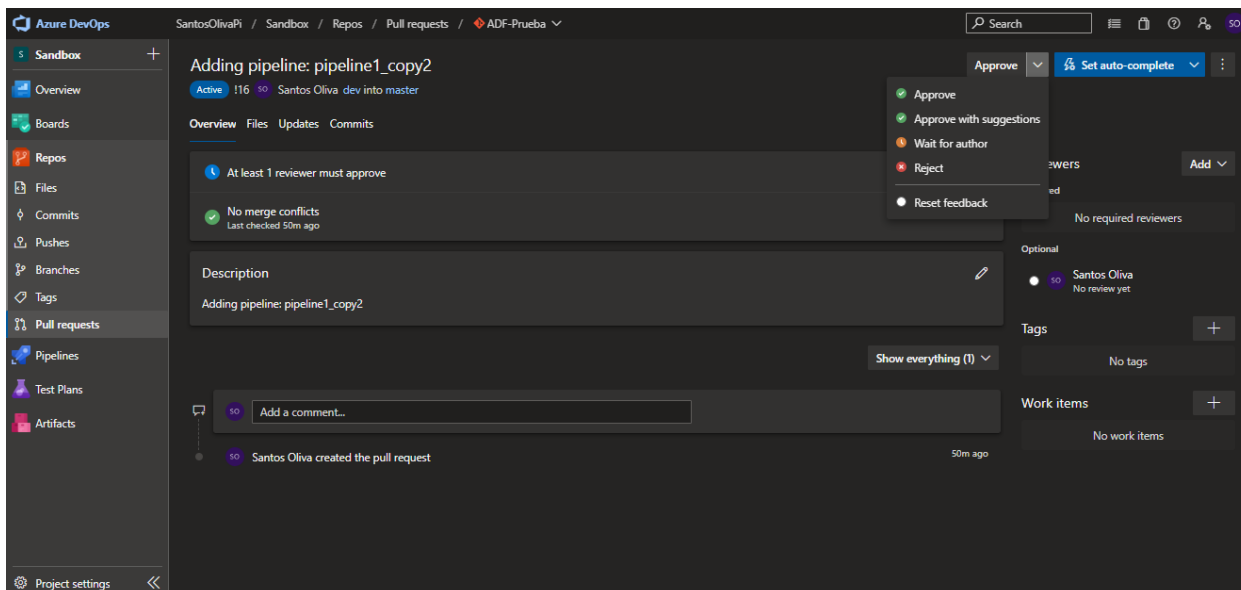 Azure DevOps
SantosOlivaPi / Sandbox / Repos / Pull requests / ADF-Prueba
Search
SO
S Sandbox
Overview
Boards
Repos
Files
Commits
Pushes
Branches
Tags
Pull requests
Pipelines
Test Plans
Artifacts
Project settings
Adding pipeline: pipeline1_copy2
Active !16 SO Santos Oliva dev into master
Approve
Set auto-complete
Overview Files Updates Commits
Approve
Approve with suggestions
Wait for author
Reject
Reset feedback
At least 1 reviewer must approve
No merge conflicts
Last checked 50m ago
Description
Adding pipeline: pipeline1_copy2
Show everything (1)
SO Add a comment...
SO Santos Oliva created the pull request
50m ago
ewers
Add
ed
No required reviewers
Optional
SO Santos Oliva
No review yet
Tags
No tags
Work items
No work items